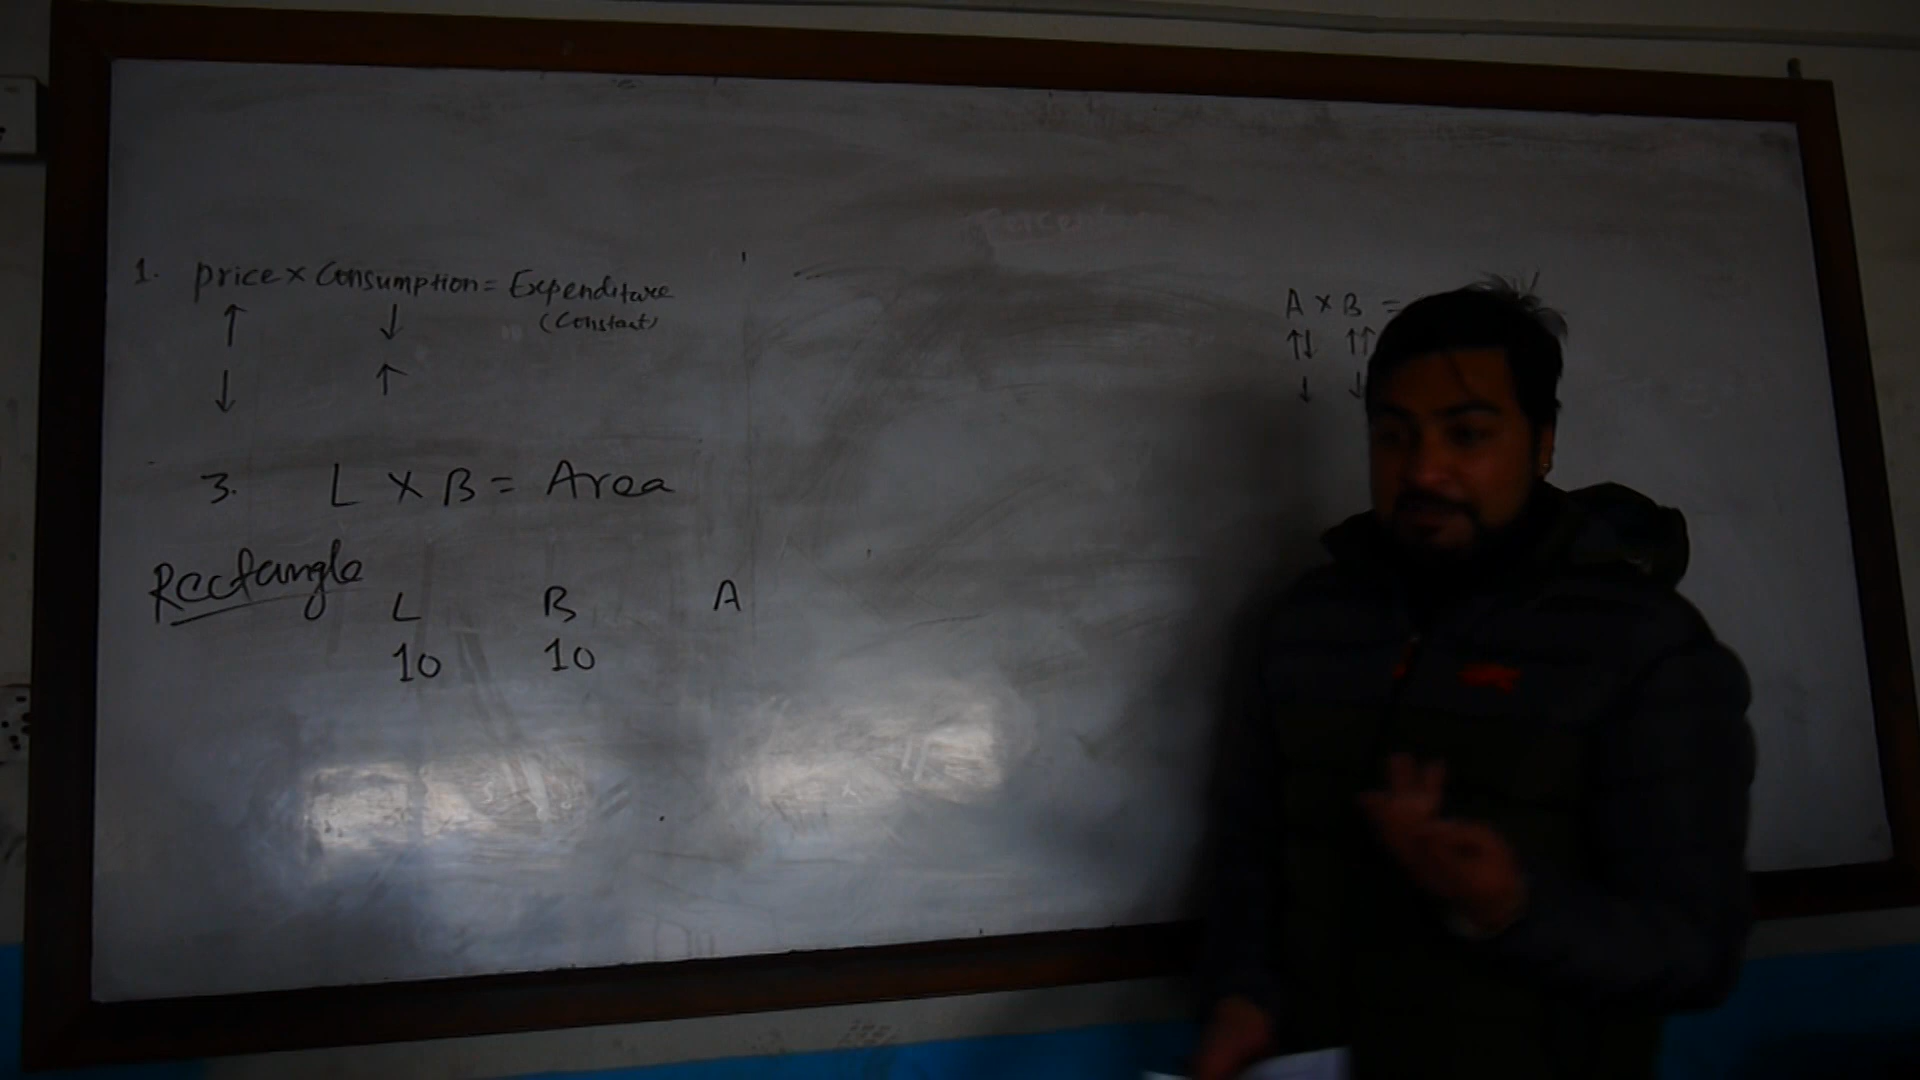 1. price × Consumption = Expenditure
(Constant)
↑ ↓
↓ ↑
3. L × B = Area
Rectangle
L B A
10 10
A × B =
↑↓ ↑↑
↓ ↓